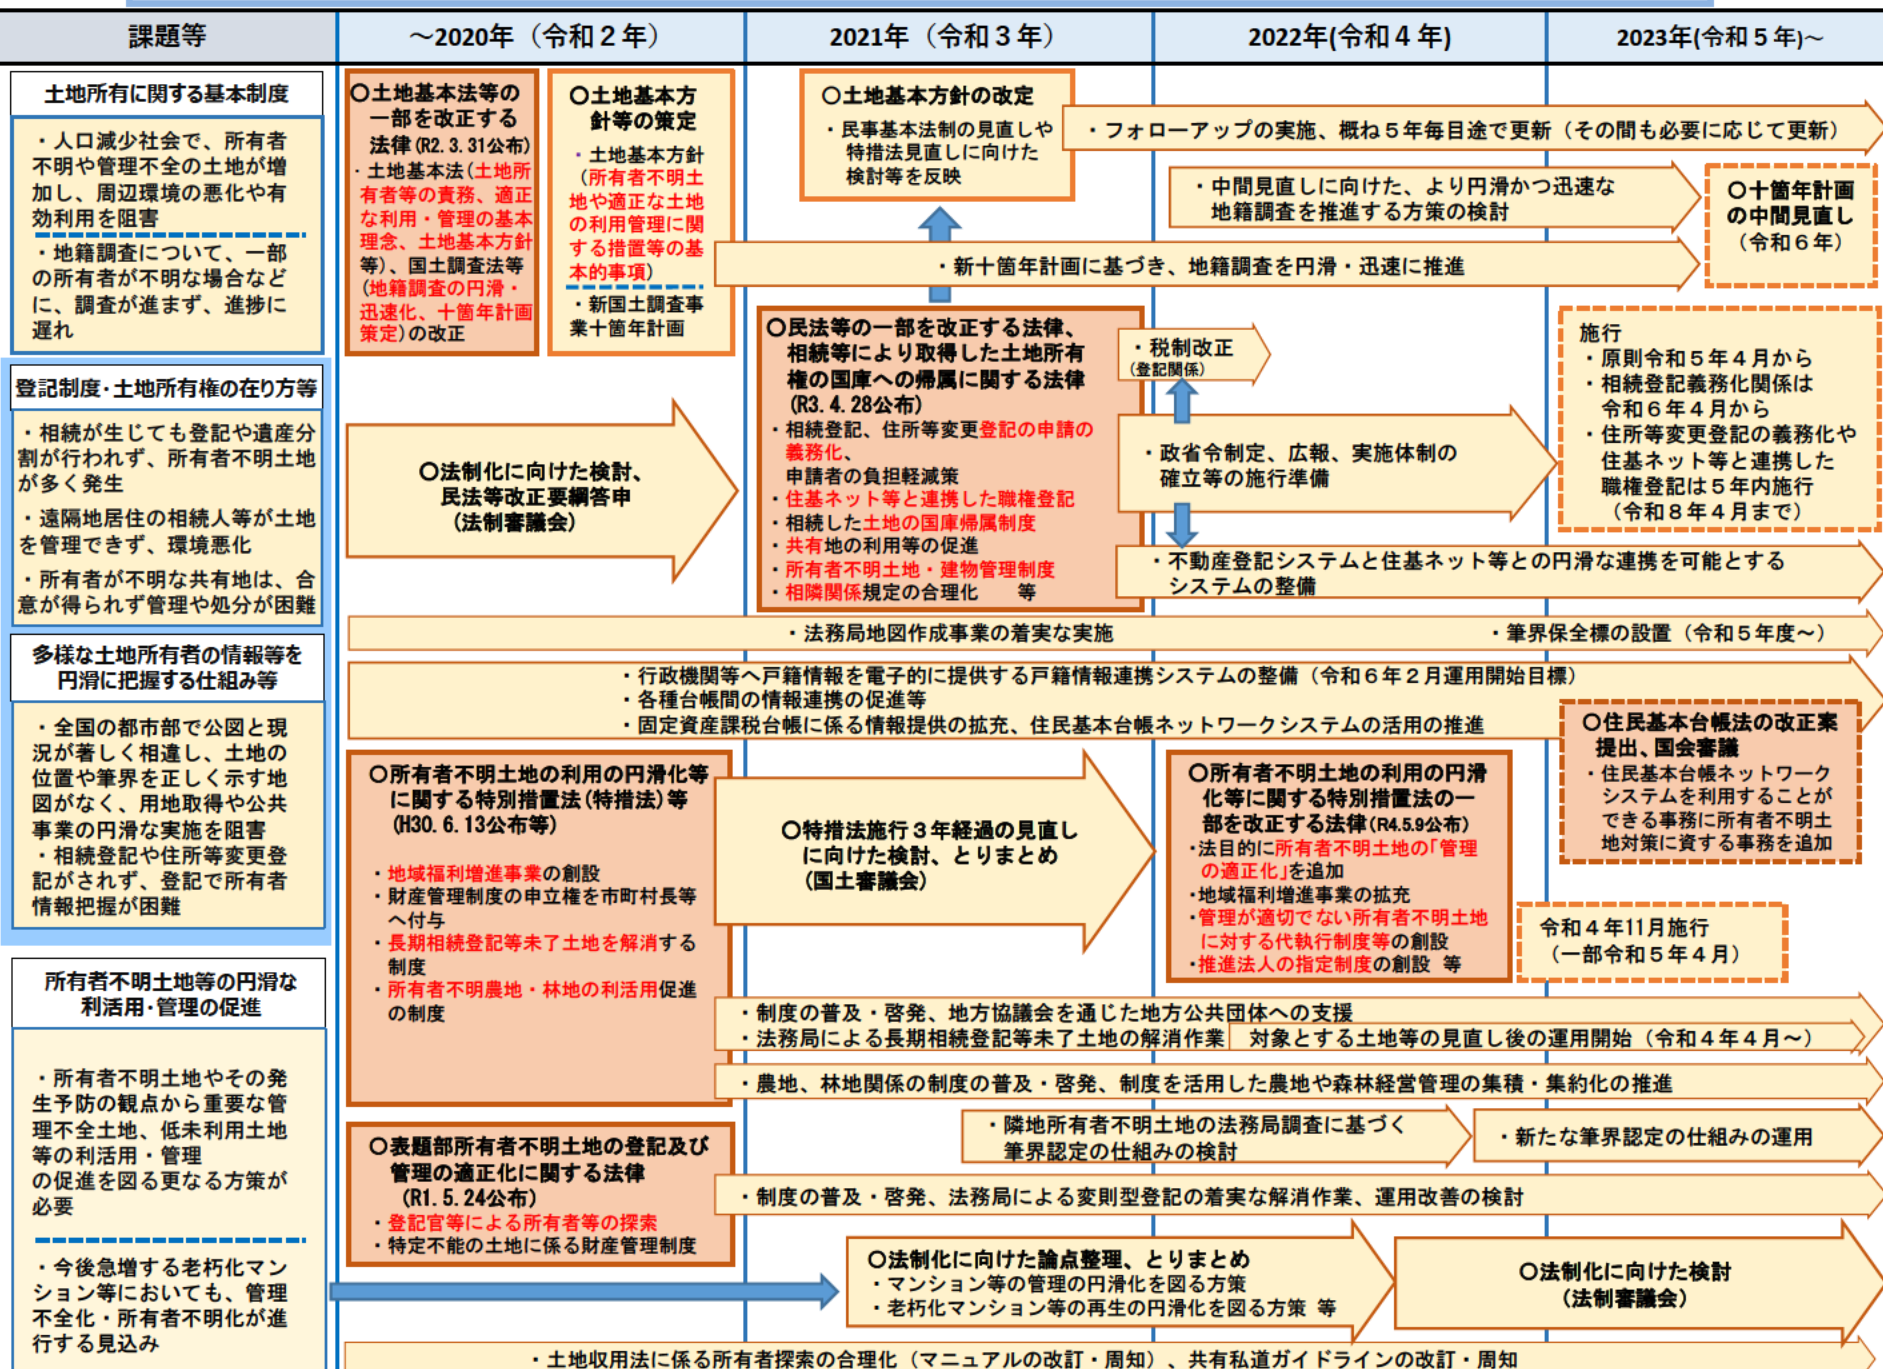 課題等
～2020年（令和２年）
2021年（令和３年）
2022年(令和４年)
2023年(令和５年)～
土地所有に関する基本制度
・人口減少社会で、所有者
不明や管理不全の土地が増
加し、周辺環境の悪化や有
効利用を阻害
・地籍調査について、一部
の所有者が不明な場合など
に、調査が進まず、進捗に
遅れ
〇土地基本法等の
一部を改正する
法律(R2.3.31公布)
・土地基本法(土地所
有者等の責務、適正
な利用・管理の基本
理念、土地基本方針
等)、国土調査法等
(地籍調査の円滑・
迅速化、十箇年計画
策定)の改正
〇土地基本方
針等の策定
・土地基本方針
（所有者不明土
地や適正な土地
の利用管理に関
する措置等の基
本的事項）
・新国土調査事
業十箇年計画
〇土地基本方針の改定
・民事基本法制の見直しや
特措法見直しに向けた
検討等を反映
・フォローアップの実施、概ね５年毎目途で更新（その間も必要に応じて更新）
・中間見直しに向けた、より円滑かつ迅速な
地籍調査を推進する方策の検討
〇十箇年計画
の中間見直し
（令和６年）
・新十箇年計画に基づき、地籍調査を円滑・迅速に推進
登記制度・土地所有権の在り方等
・相続が生じても登記や遺産分
割が行われず、所有者不明土地
が多く発生
・遠隔地居住の相続人等が土地
を管理できず、環境悪化
・所有者が不明な共有地は、合
意が得られず管理や処分が困難
〇法制化に向けた検討、
民法等改正要綱答申
（法制審議会）
〇民法等の一部を改正する法律、
相続等により取得した土地所有
権の国庫への帰属に関する法律
（R3.4.28公布）
・相続登記、住所等変更登記の申請の
義務化、
申請者の負担軽減策
・住基ネット等と連携した職権登記
・相続した土地の国庫帰属制度
・共有地の利用等の促進
・所有者不明土地・建物管理制度
・相隣関係規定の合理化　　等
・税制改正
（登記関係）
・政省令制定、広報、実施体制の
確立等の施行準備
・不動産登記システムと住基ネット等との円滑な連携を可能とする
システムの整備
施行
・原則令和５年４月から
・相続登記義務化関係は
令和６年４月から
・住所等変更登記の義務化や
住基ネット等と連携した
職権登記は５年内施行
（令和８年４月まで）
・法務局地図作成事業の着実な実施
・筆界保全標の設置（令和５年度～）
多様な土地所有者の情報等を
円滑に把握する仕組み等
・全国の都市部で公図と現
況が著しく相違し、土地の
位置や筆界を正しく示す地
図がなく、用地取得や公共
事業の円滑な実施を阻害
・相続登記や住所等変更登
記がされず、登記で所有者
情報把握が困難
・行政機関等へ戸籍情報を電子的に提供する戸籍情報連携システムの整備（令和６年２月運用開始目標）
・各種台帳間の情報連携の促進等
・固定資産課税台帳に係る情報提供の拡充、住民基本台帳ネットワークシステムの活用の推進
〇住民基本台帳法の改正案
提出、国会審議
・住民基本台帳ネットワーク
システムを利用することが
できる事務に所有者不明土
地対策に資する事務を追加
〇所有者不明土地の利用の円滑化等
に関する特別措置法（特措法）等
（H30.6.13公布等）
・地域福利増進事業の創設
・財産管理制度の申立権を市町村長等
へ付与
・長期相続登記等未了土地を解消する
制度
・所有者不明農地・林地の利活用促進
の制度
〇特措法施行３年経過の見直し
に向けた検討、とりまとめ
（国土審議会）
〇所有者不明土地の利用の円滑
化等に関する特別措置法の一
部を改正する法律(R4.5.9公布)
・法目的に所有者不明土地の「管理
の適正化」を追加
・地域福利増進事業の拡充
・管理が適切でない所有者不明土地
に対する代執行制度等の創設
・推進法人の指定制度の創設　等
令和４年11月施行
（一部令和５年４月）
所有者不明土地等の円滑な
利活用・管理の促進
・所有者不明土地やその発
生予防の観点から重要な管
理不全土地、低未利用土地
等の利活用・管理
の促進を図る更なる方策が
必要
・今後急増する老朽化マン
ション等においても、管理
不全化・所有者不明化が進
行する見込み
・制度の普及・啓発、地方協議会を通じた地方公共団体への支援
・法務局による長期相続登記等未了土地の解消作業
対象とする土地等の見直し後の運用開始（令和４年４月～）
・農地、林地関係の制度の普及・啓発、制度を活用した農地や森林経営管理の集積・集約化の推進
・隣地所有者不明土地の法務局調査に基づく
筆界認定の仕組みの検討
・新たな筆界認定の仕組みの運用
〇表題部所有者不明土地の登記及び
管理の適正化に関する法律
（R1.5.24公布）
・登記官等による所有者等の探索
・特定不能の土地に係る財産管理制度
・制度の普及・啓発、法務局による変則型登記の着実な解消作業、運用改善の検討
〇法制化に向けた論点整理、とりまとめ
・マンション等の管理の円滑化を図る方策
・老朽化マンション等の再生の円滑化を図る方策　等
〇法制化に向けた検討
（法制審議会）
・土地収用法に係る所有者探索の合理化（マニュアルの改訂・周知）、共有私道ガイドラインの改訂・周知